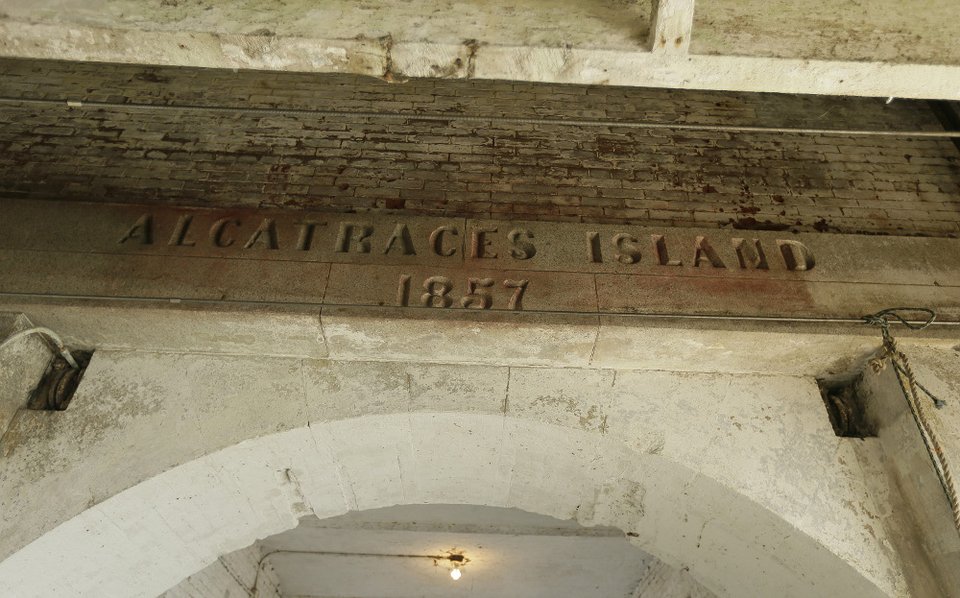 ALCATRACES ISLAND
1857